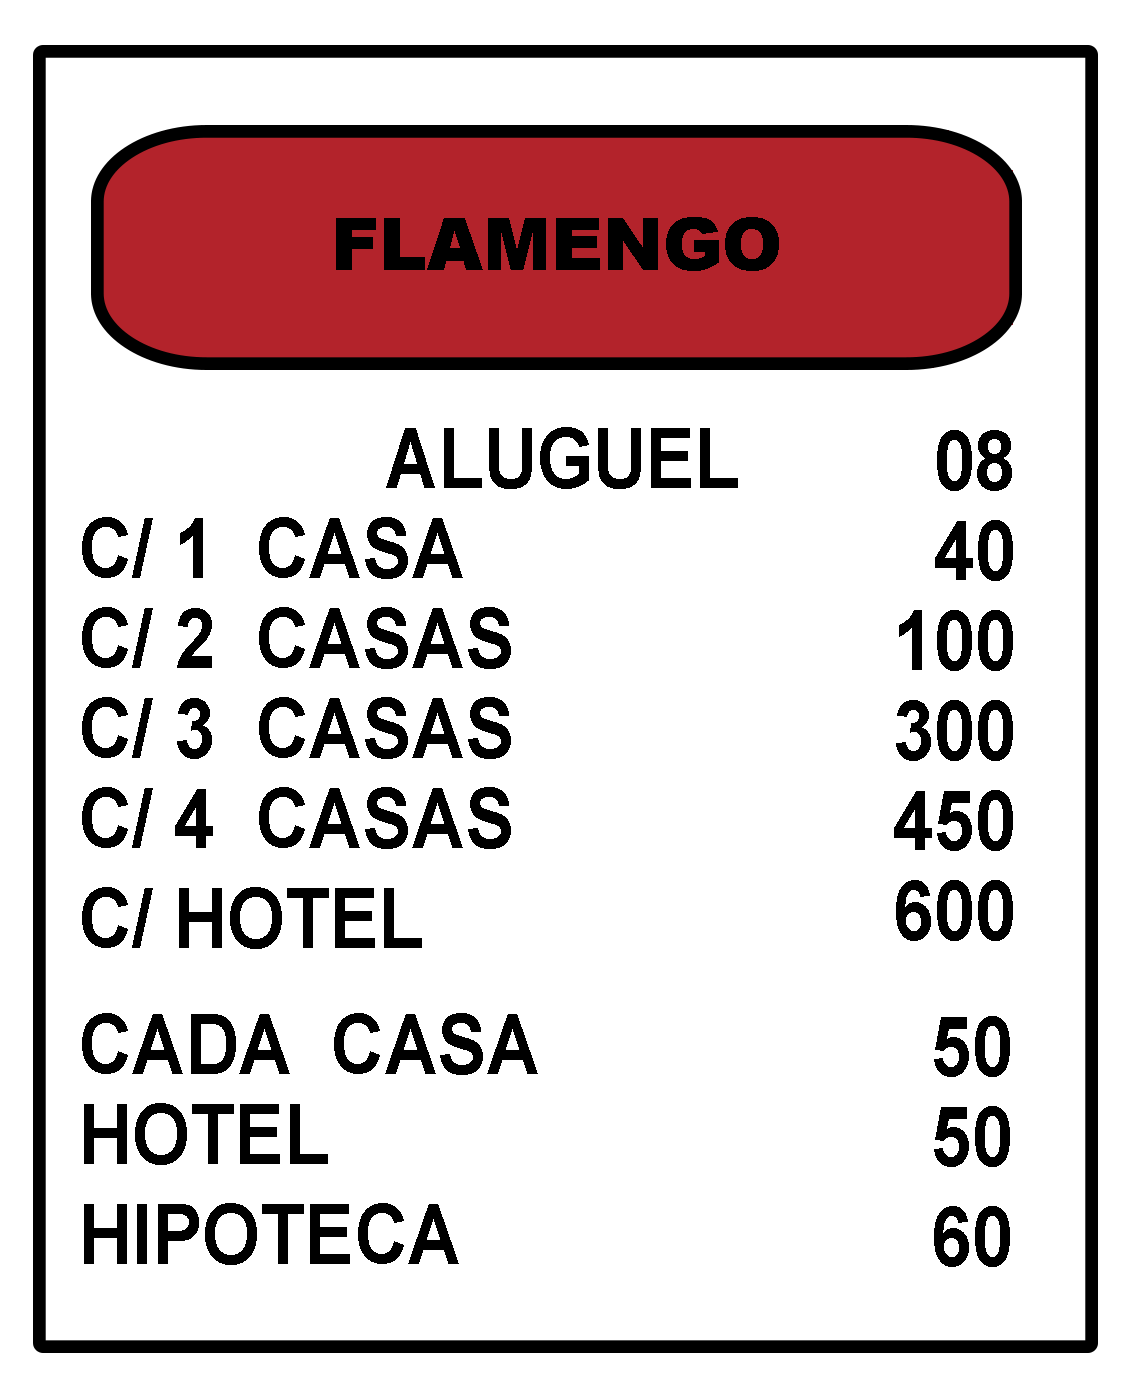 FLAMENGO
ALUGUEL 08
C/ 1 CASA 40
C/ 2 CASAS 100
C/ 3 CASAS 300
C/ 4 CASAS 450
C/ HOTEL 600
CADA CASA 50
HOTEL 50
HIPOTECA 60